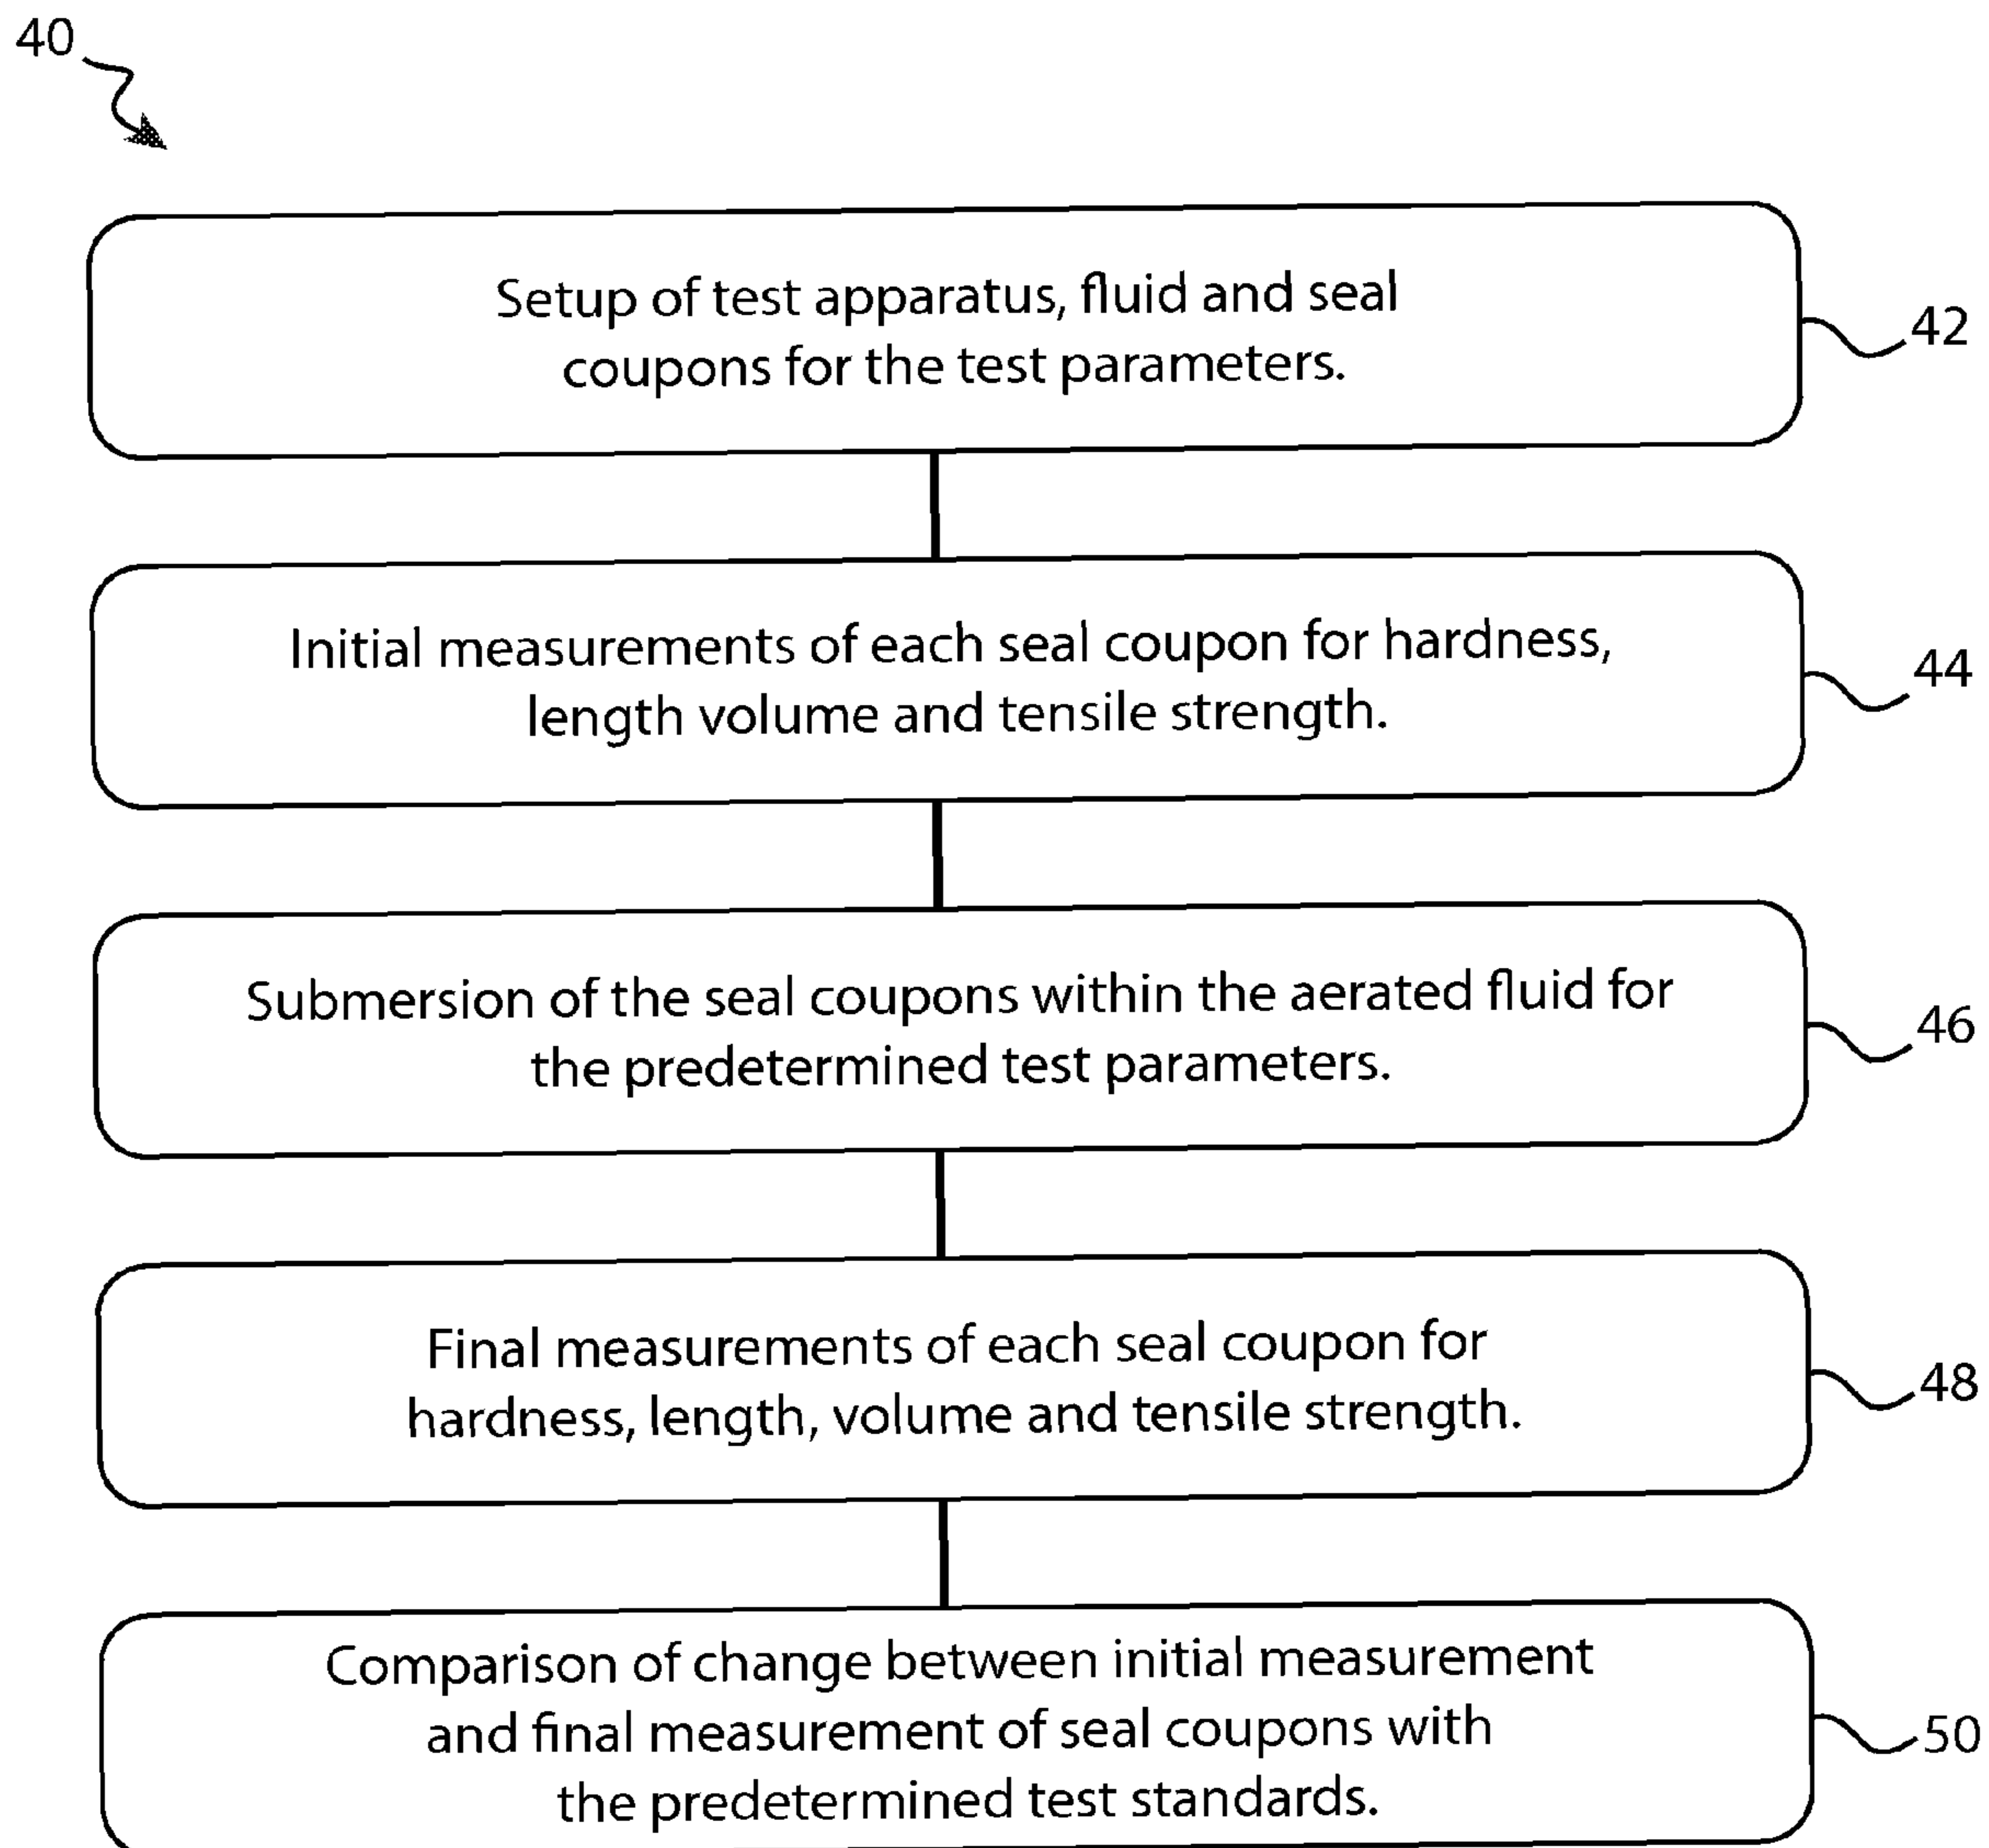 40
Setup of test apparatus, fluid and seal
coupons for the test parameters.
42
Initial measurements of each seal coupon for hardness,
length volume and tensile strength.
44
Submersion of the seal coupons within the aerated fluid for
the predetermined test parameters.
46
Final measurements of each seal coupon for
hardness, length, volume and tensile strength.
48
Comparison of change between initial measurement
and final measurement of seal coupons with
the predetermined test standards.
50